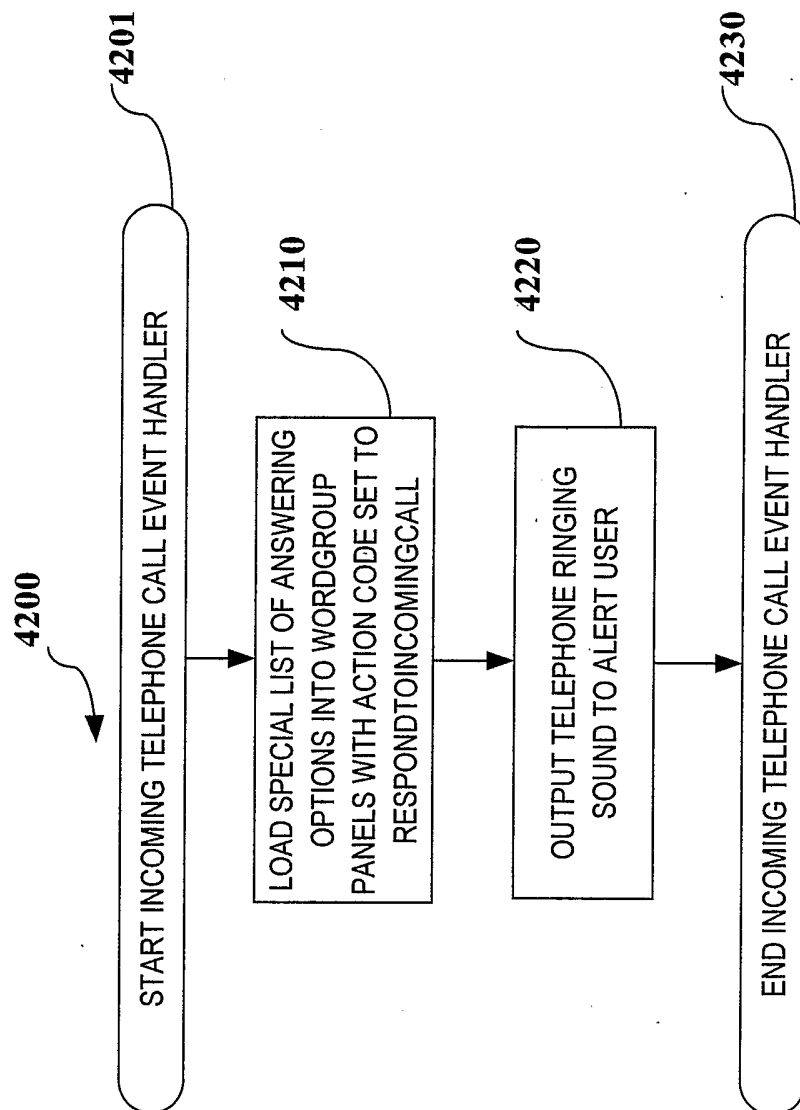 4200
START INCOMING TELEPHONE CALL EVENT HANDLER
4201
LOAD SPECIAL LIST OF ANSWERING
OPTIONS INTO WORDGROUP
PANELS WITH ACTION CODE SET TO
RESPONDTOINCOMINGCALL
4210
OUTPUT TELEPHONE RINGING
SOUND TO ALERT USER
4220
END INCOMING TELEPHONE CALL EVENT HANDLER
4230